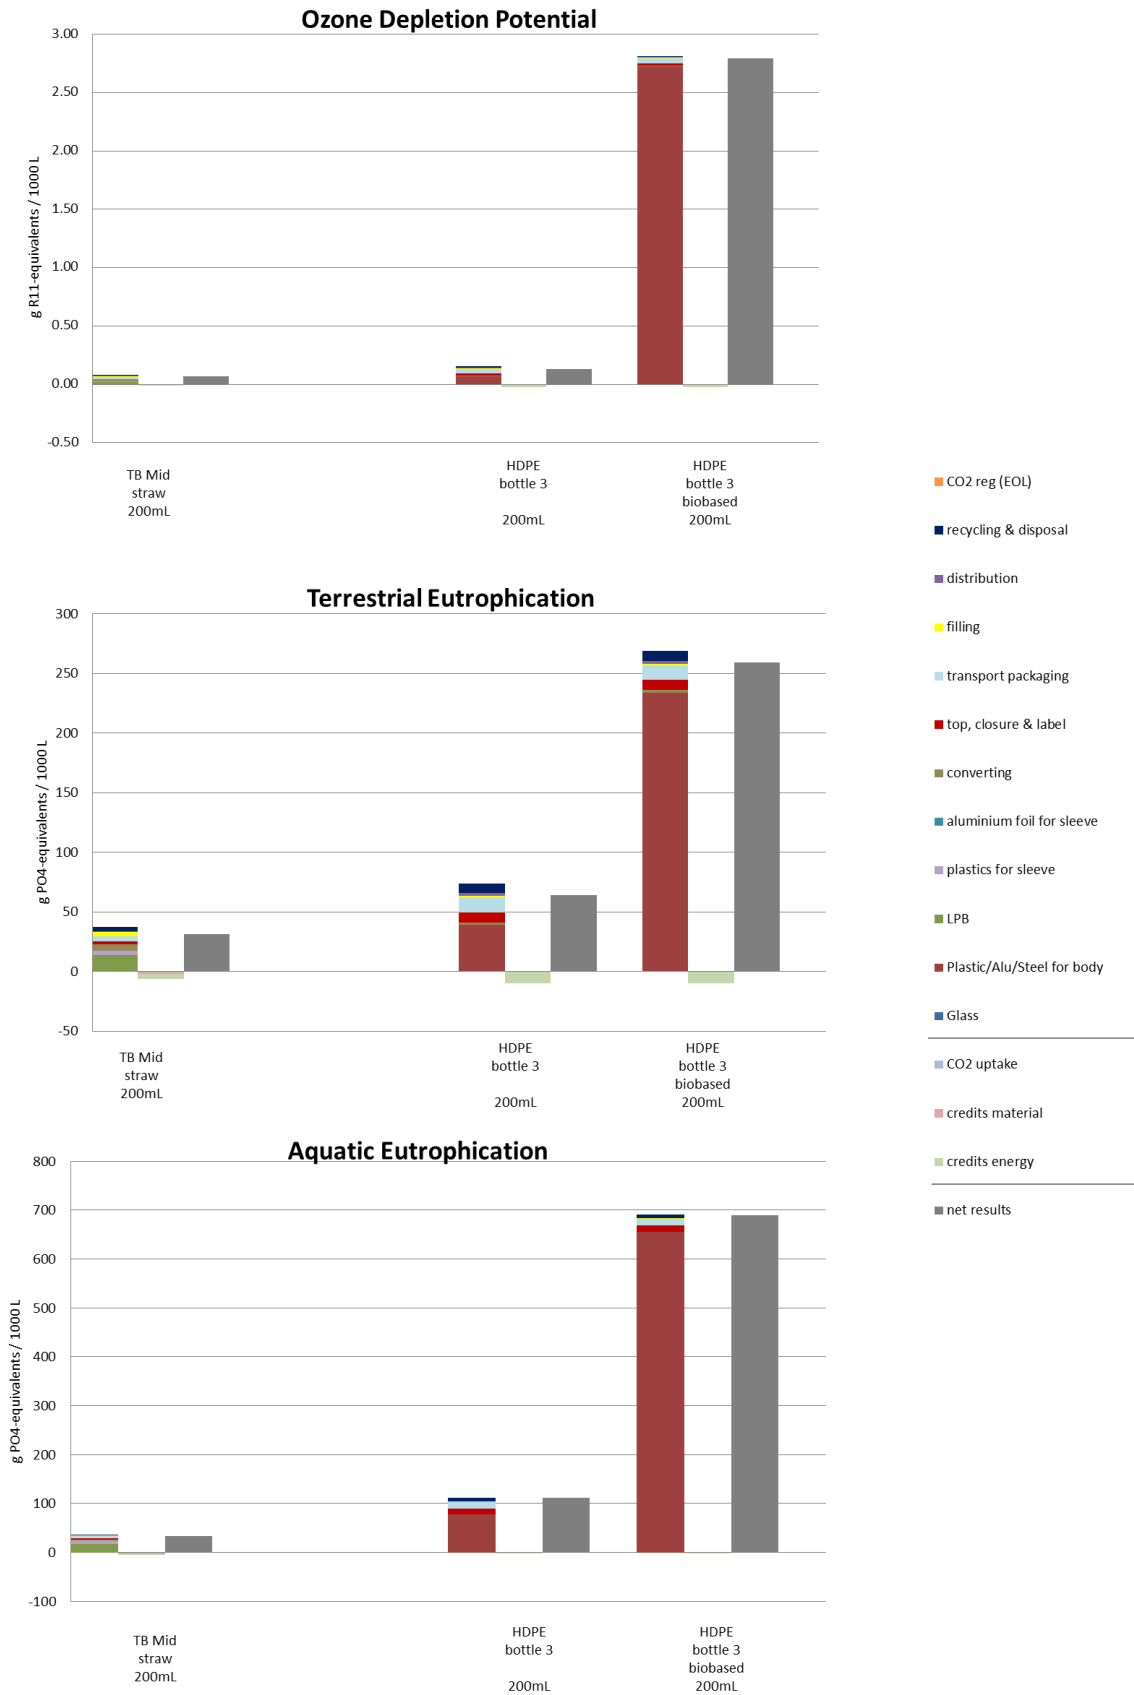 Ozone Depletion Potential
g R11-equivalents / 1000 L
3.00
2.50
2.00
1.50
1.00
0.50
0.00
-0.50
TB Mid
straw
200mL
HDPE
bottle 3
200mL
HDPE
bottle 3
biobased
200mL
Terrestrial Eutrophication
g PO4-equivalents / 1000 L
300
250
200
150
100
50
0
-50
TB Mid
straw
200mL
HDPE
bottle 3
200mL
HDPE
bottle 3
biobased
200mL
Aquatic Eutrophication
g PO4-equivalents / 1000 L
800
700
600
500
400
300
200
100
0
-100
TB Mid
straw
200mL
HDPE
bottle 3
200mL
HDPE
bottle 3
biobased
200mL
CO2 reg (EOL)
recycling & disposal
distribution
filling
transport packaging
top, closure & label
converting
aluminium foil for sleeve
plastics for sleeve
LPB
Plastic/Alu/Steel for body
Glass
CO2 uptake
credits material
credits energy
net results